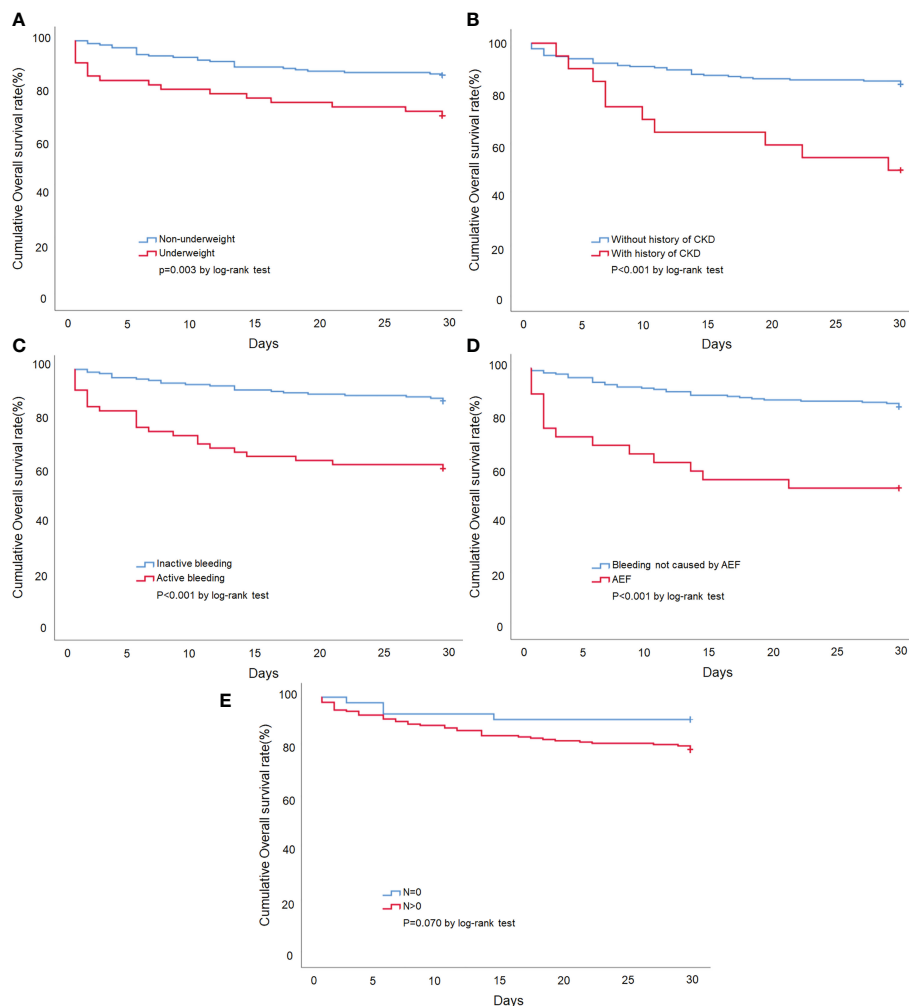 A
Cumulative Overall survival rate(%)
100
80
60
40
20
0
Non-underweight
Underweight
p=0.003 by log-rank test
0 5 10 15 20 25 30
Days
B
Cumulative Overall survival rate(%)
100
80
60
40
20
0
Without history of CKD
With history of CKD
P<0.001 by log-rank test
0 5 10 15 20 25 30
Days
C
Cumulative Overall survival rate(%)
100
80
60
40
20
0
Inactive bleeding
Active bleeding
P<0.001 by log-rank test
0 5 10 15 20 25 30
Days
D
Cumulative Overall survival rate(%)
100
80
60
40
20
0
Bleeding not caused by AEF
AEF
P<0.001 by log-rank test
0 5 10 15 20 25 30
Days
E
Cumulative Overall survival rate(%)
100
80
60
40
20
0
N=0
N>0
P=0.070 by log-rank test
0 5 10 15 20 25 30
Days